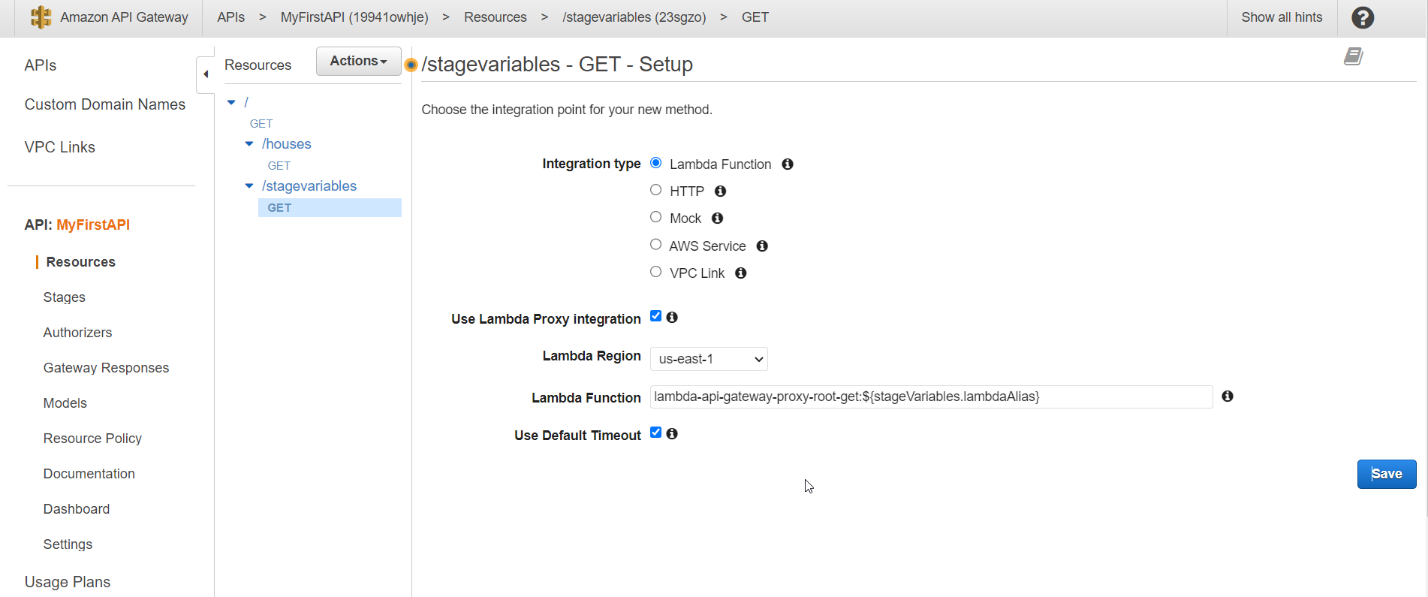 Amazon API Gateway
APIs > MyFirstAPI (19941owhje) > Resources > /stagevariables (23sgzo) > GET
Show all hints
?
APIs
Custom Domain Names
VPC Links
API: MyFirstAPI
Resources
Stages
Authorizers
Gateway Responses
Models
Resource Policy
Documentation
Dashboard
Settings
Usage Plans
Resources
Actions
/
GET
/houses
GET
/stagevariables
GET
/stagevariables - GET - Setup
Choose the integration point for your new method.
Integration type Lambda Function
HTTP
Mock
AWS Service
VPC Link
Use Lambda Proxy integration
Lambda Region us-east-1
Lambda Function lambda-api-gateway-proxy-root-get:${stageVariables.lambdaAlias}
Use Default Timeout
Save